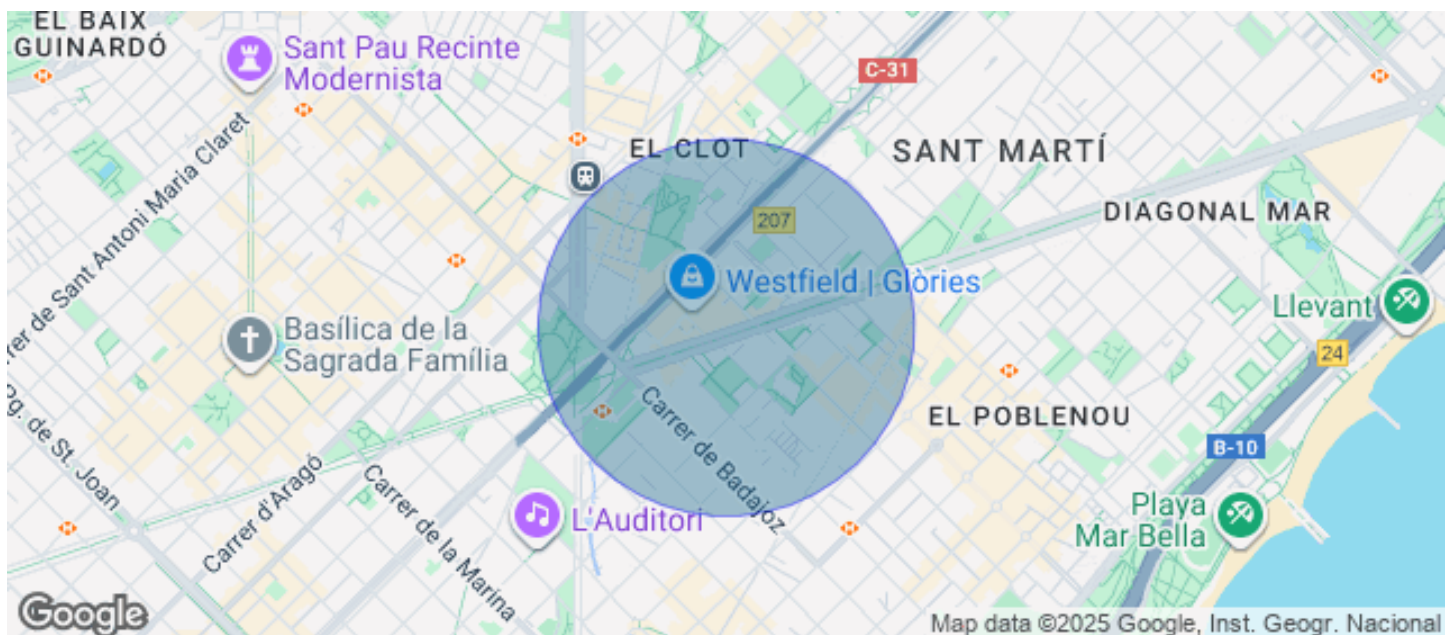 EL BAIX
GUINARDÓ
Sant Pau Recinte
Modernista
C-31
EL CLOT
SANT MARTÍ
Carrer de Sant Antoni Maria Claret
207
DIAGONAL MAR
Westfield | Glòries
Llevant
Basílica de la
Sagrada Família
24
Pg. de St. Joan
Carrer de Badajoz
EL POBLENOU
B-10
Carrer d'Aragó
Carrer de la Marina
L'Auditori
Playa
Mar Bella
Google
Map data ©2025 Google, Inst. Geogr. Nacional